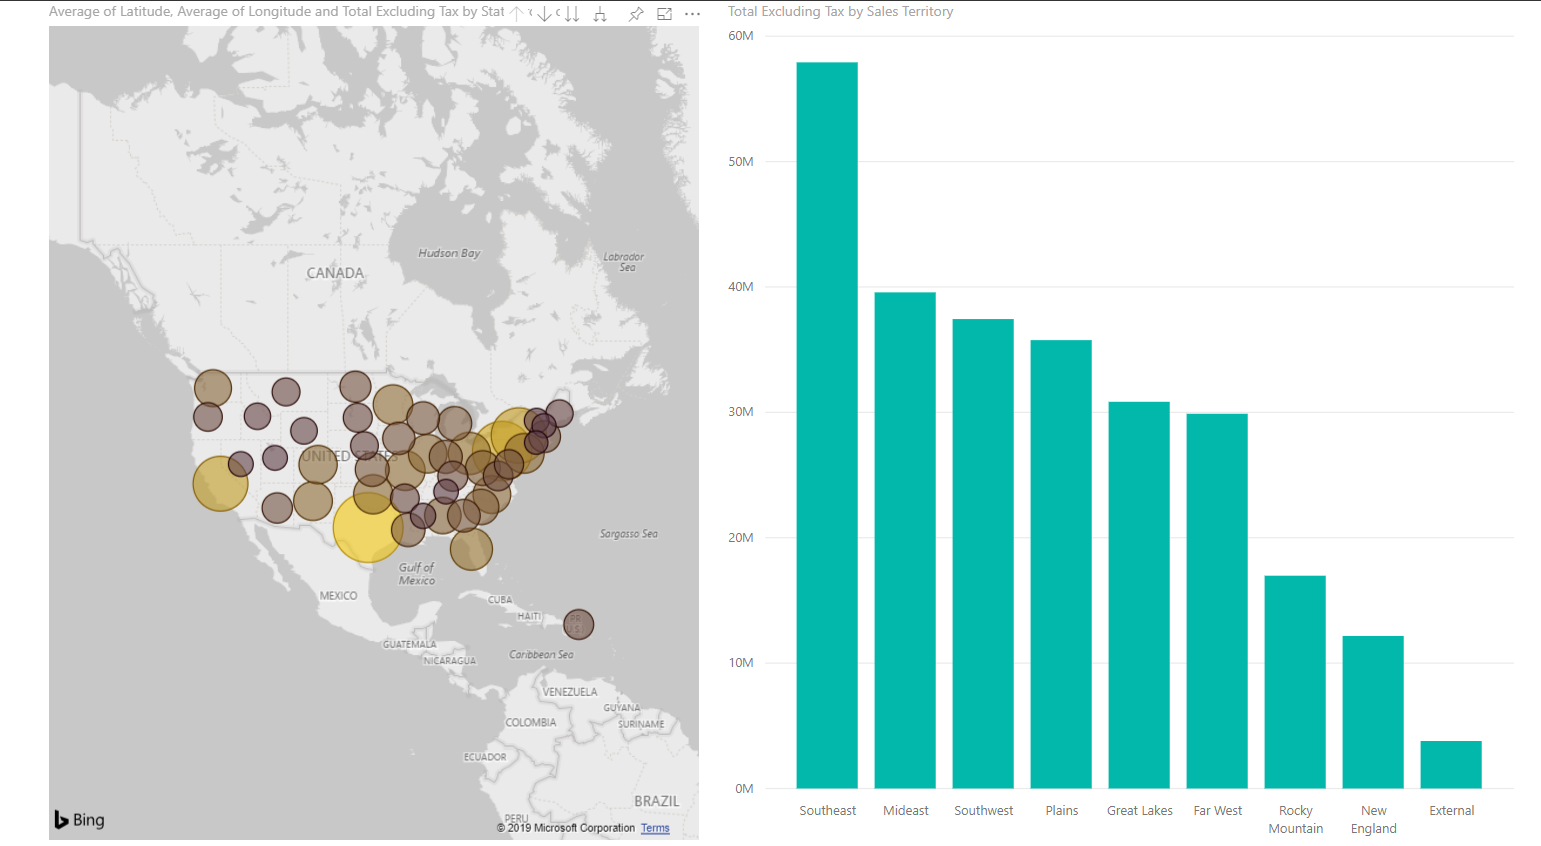 Average of Latitude, Average of Longitude and Total Excluding Tax by Stat
CANADA
Hudson Bay
Labrador
Sea
UNITED STATES
Sargasso Sea
Gulf of
Mexico
MEXICO
CUBA
HAITI
PR
U.S.
GUATEMALA
Caribbean Sea
NICARAGUA
VENEZUELA
GUYANA
COLOMBIA
SURINAME
ECUADOR
BRAZIL
PERU
Bing
© 2019 Microsoft Corporation Terms
Total Excluding Tax by Sales Territory
60M
50M
40M
30M
20M
10M
0M
Southeast
Mideast
Southwest
Plains
Great Lakes
Far West
Rocky
Mountain
New
England
External